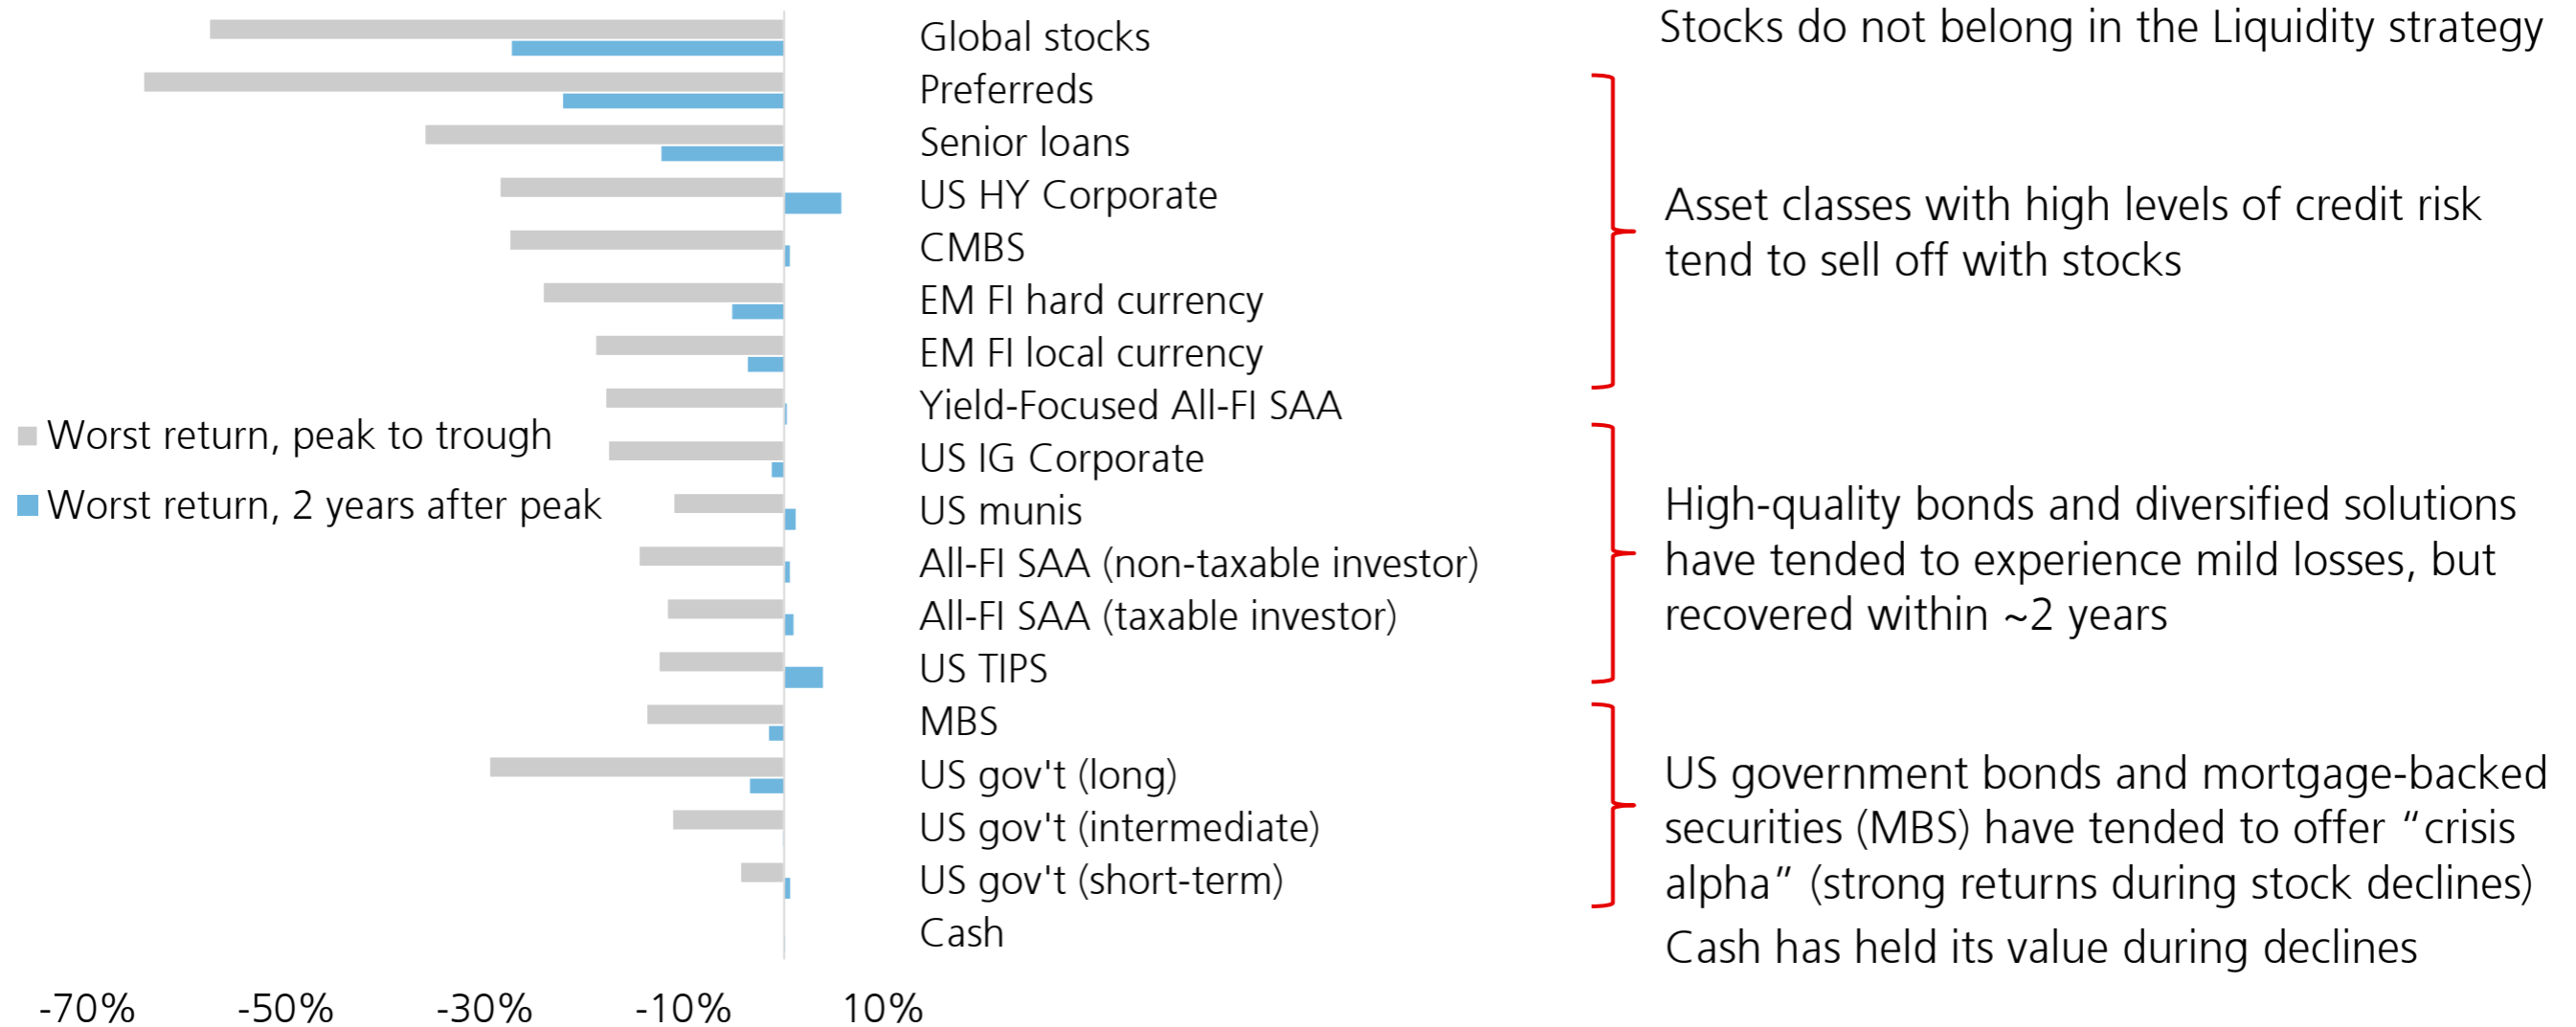 Global stocks
Preferreds
Senior loans
US HY Corporate
CMBS
EM FI hard currency
EM FI local currency
Yield-Focused All-FI SAA
US IG Corporate
US munis
All-FI SAA (non-taxable investor)
All-FI SAA (taxable investor)
US TIPS
MBS
US gov't (long)
US gov't (intermediate)
US gov't (short-term)
Cash
Worst return, peak to trough
Worst return, 2 years after peak
-70% -50% -30% -10% 10%
Stocks do not belong in the Liquidity strategy
Asset classes with high levels of credit risk
tend to sell off with stocks
High-quality bonds and diversified solutions
have tended to experience mild losses, but
recovered within ~2 years
US government bonds and mortgage-backed
securities (MBS) have tended to offer “crisis
alpha” (strong returns during stock declines)
Cash has held its value during declines